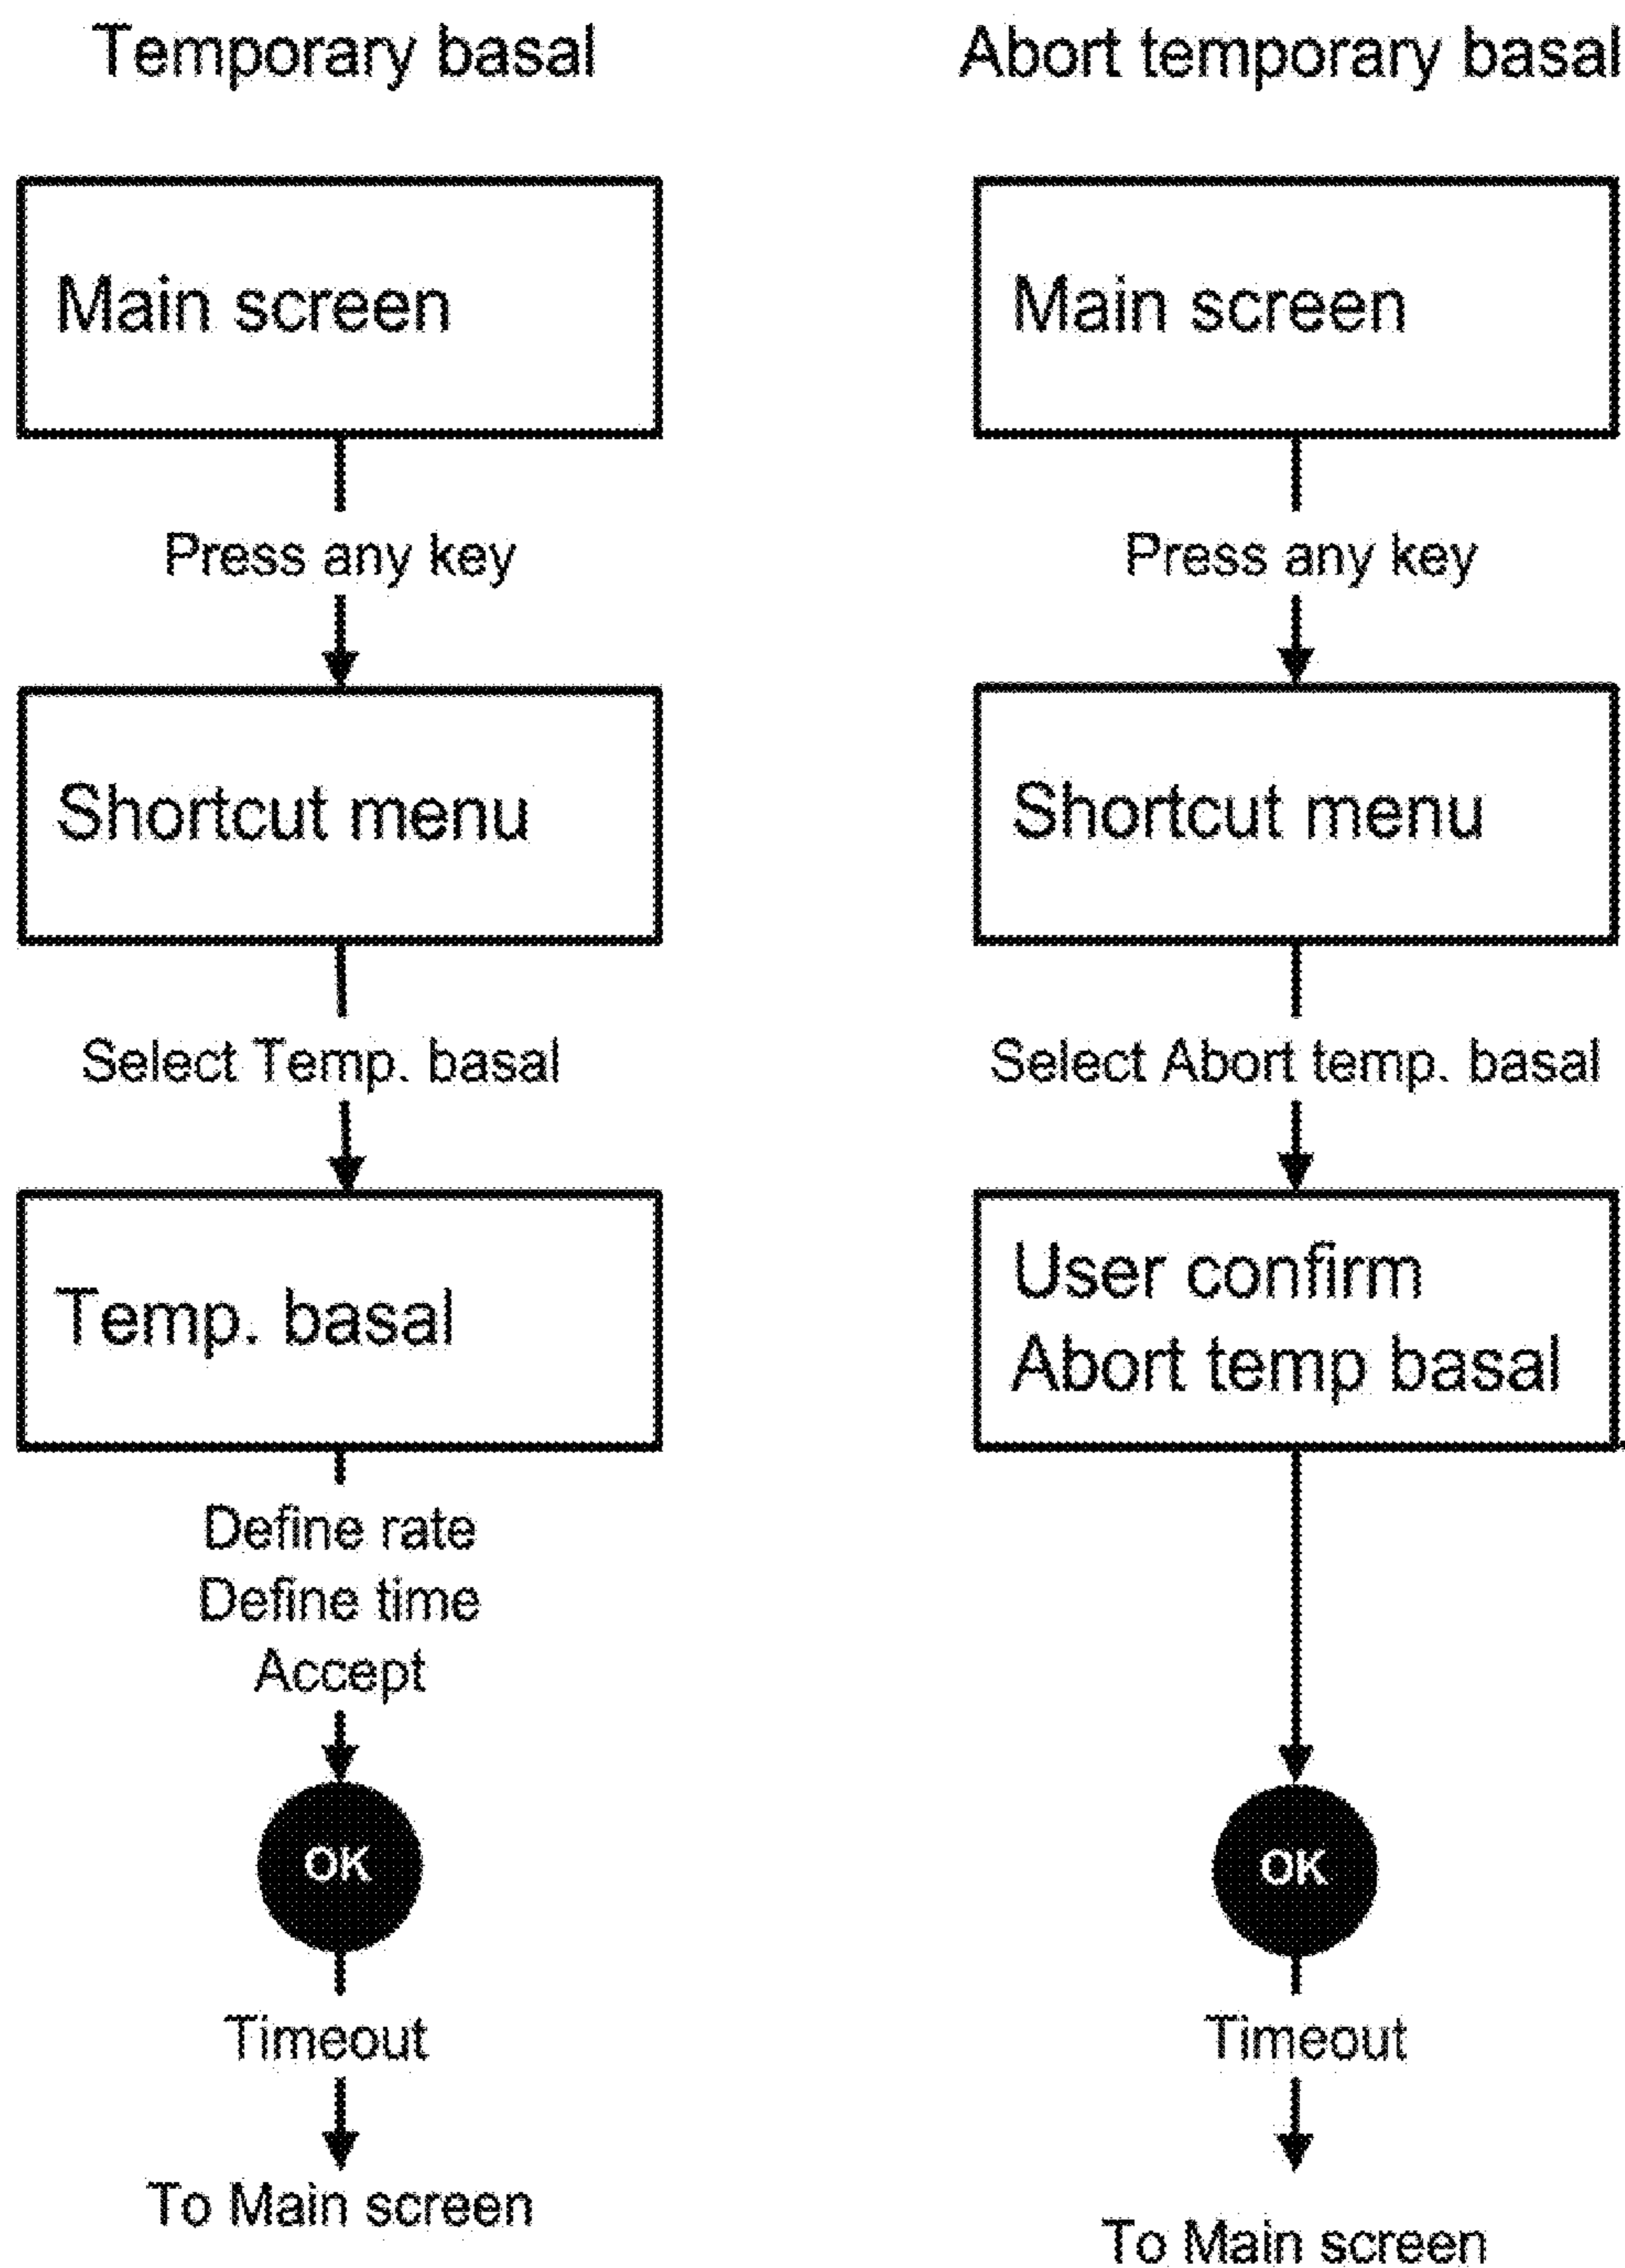 Temporary basal
Main screen
Press any key
Shortcut menu
Select Temp. basal
Temp. basal
Define rate
Define time
Accept
OK
Timeout
To Main screen
Abort temporary basal
Main screen
Press any key
Shortcut menu
Select Abort temp. basal
User confirm
Abort temp basal
OK
Timeout
To Main screen